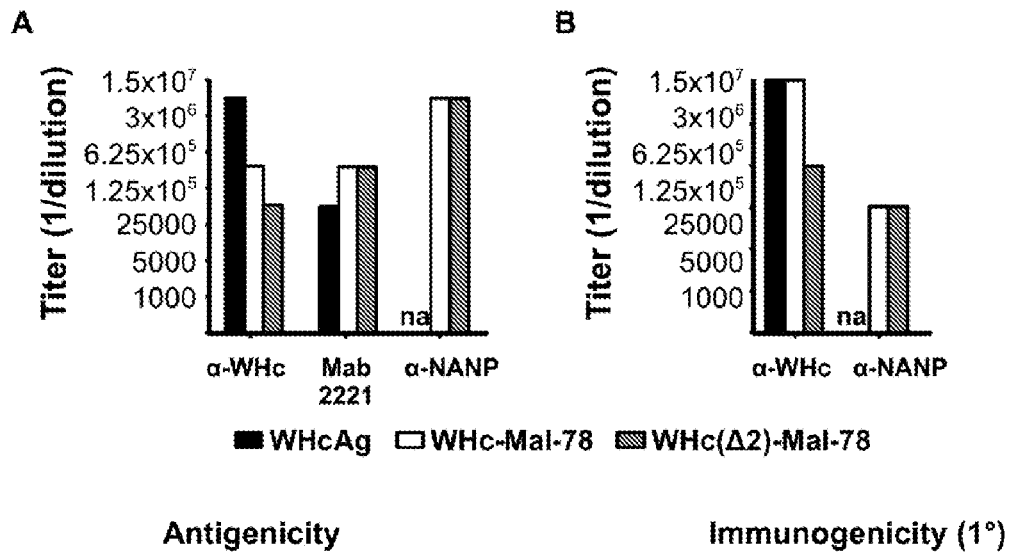 A
Titer (1/dilution)
1.5x10⁷
3x10⁶
6.25x10⁵
1.25x10⁵
25000
5000
1000
na
α-WHc
Mab
2221
α-NANP
B
Titer (1/dilution)
1.5x10⁷
3x10⁶
6.25x10⁵
1.25x10⁵
25000
5000
1000
na
α-WHc
α-NANP
WHcAg WHc-Mal-78 WHc(Δ2)-Mal-78
Antigenicity
Immunogenicity (1°)